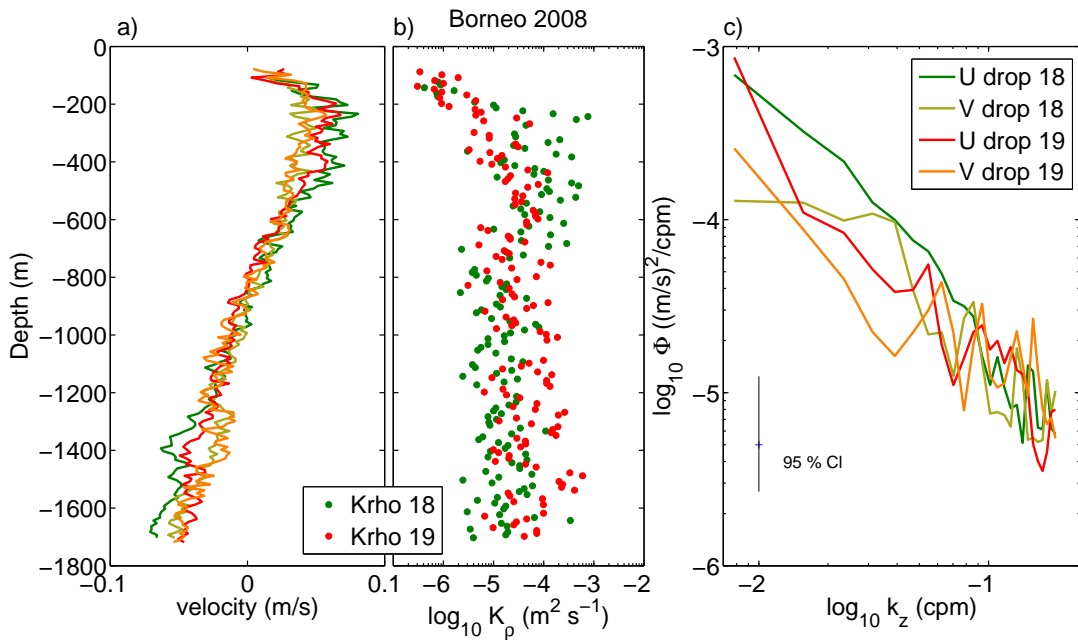 Borneo 2008
a)
0
−200
−400
−600
−800
−1000
−1200
−1400
−1600
−1800
Depth (m)
−0.1
0
0.1
velocity (m/s)
b)
Krho 18
Krho 19
−6
−5
−4
−3
−2
log10 Kρ (m² s⁻¹)
c)
−3
−4
−5
−6
log10 Φ ((m/s)²/cpm)
U drop 18
V drop 18
U drop 19
V drop 19
95 % CI
−2
−1
log10 kz (cpm)